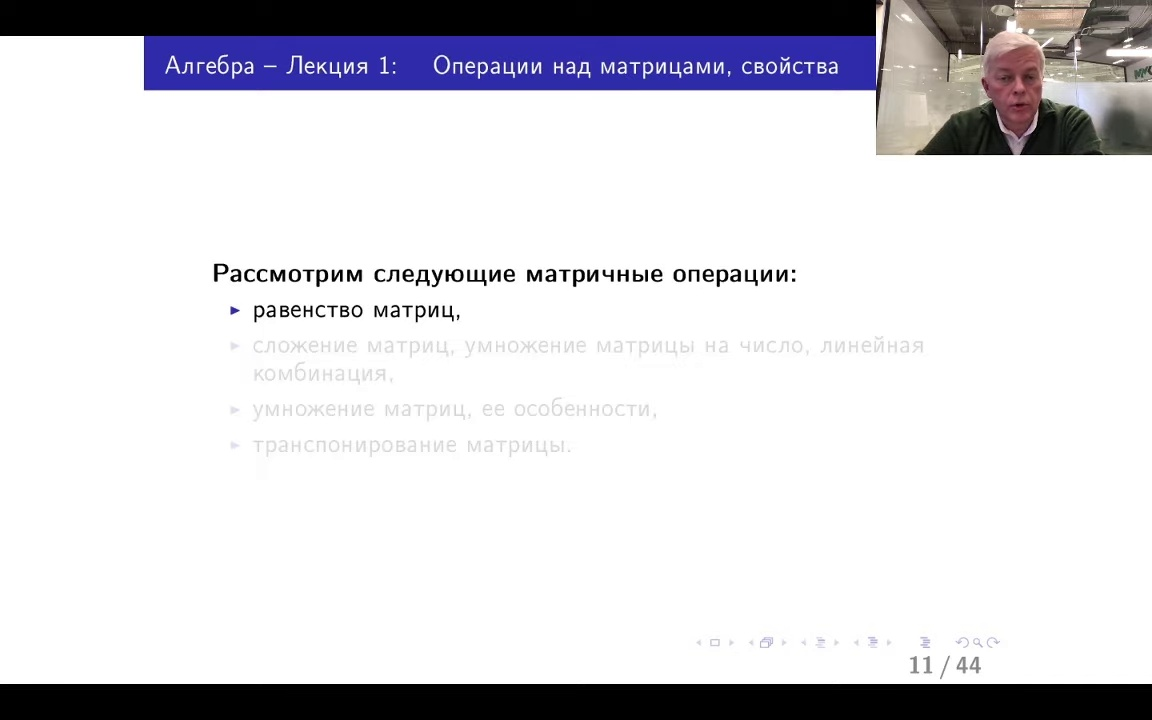 Алгебра – Лекция 1: Операции над матрицами, свойства
Рассмотрим следующие матричные операции:
равенство матриц,
сложение матриц, умножение матрицы на число, линейная
комбинация,
умножение матриц, ее особенности,
транспонирование матрицы.
11 / 44